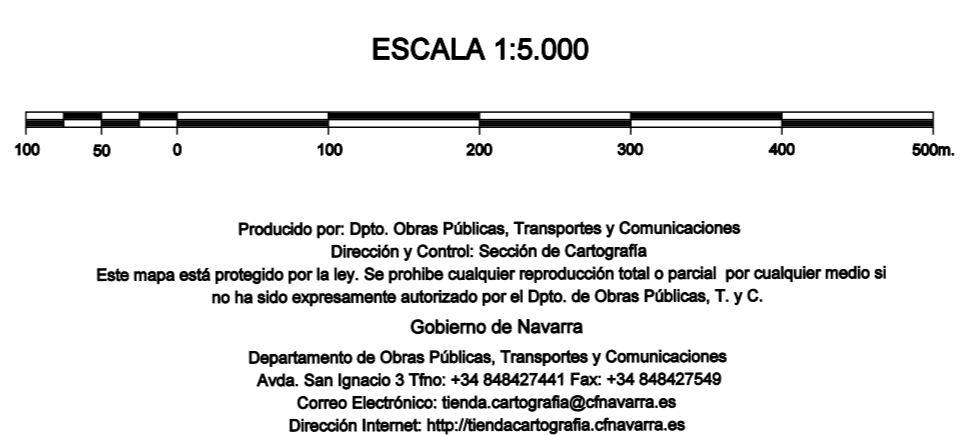 ESCALA 1:5.000
100 50 0 100 200 300 400 500m.
Producido por: Dpto. Obras Públicas, Transportes y Comunicaciones
Dirección y Control: Sección de Cartografía
Este mapa está protegido por la ley. Se prohibe cualquier reproducción total o parcial por cualquier medio si
no ha sido expresamente autorizado por el Dpto. de Obras Públicas, T. y C.
Gobierno de Navarra
Departamento de Obras Públicas, Transportes y Comunicaciones
Avda. San Ignacio 3 Tfno: +34 848427441 Fax: +34 848427549
Correo Electrónico: tienda.cartografia@cfnavarra.es
Dirección Internet: http://tiendacartografia.cfnavarra.es